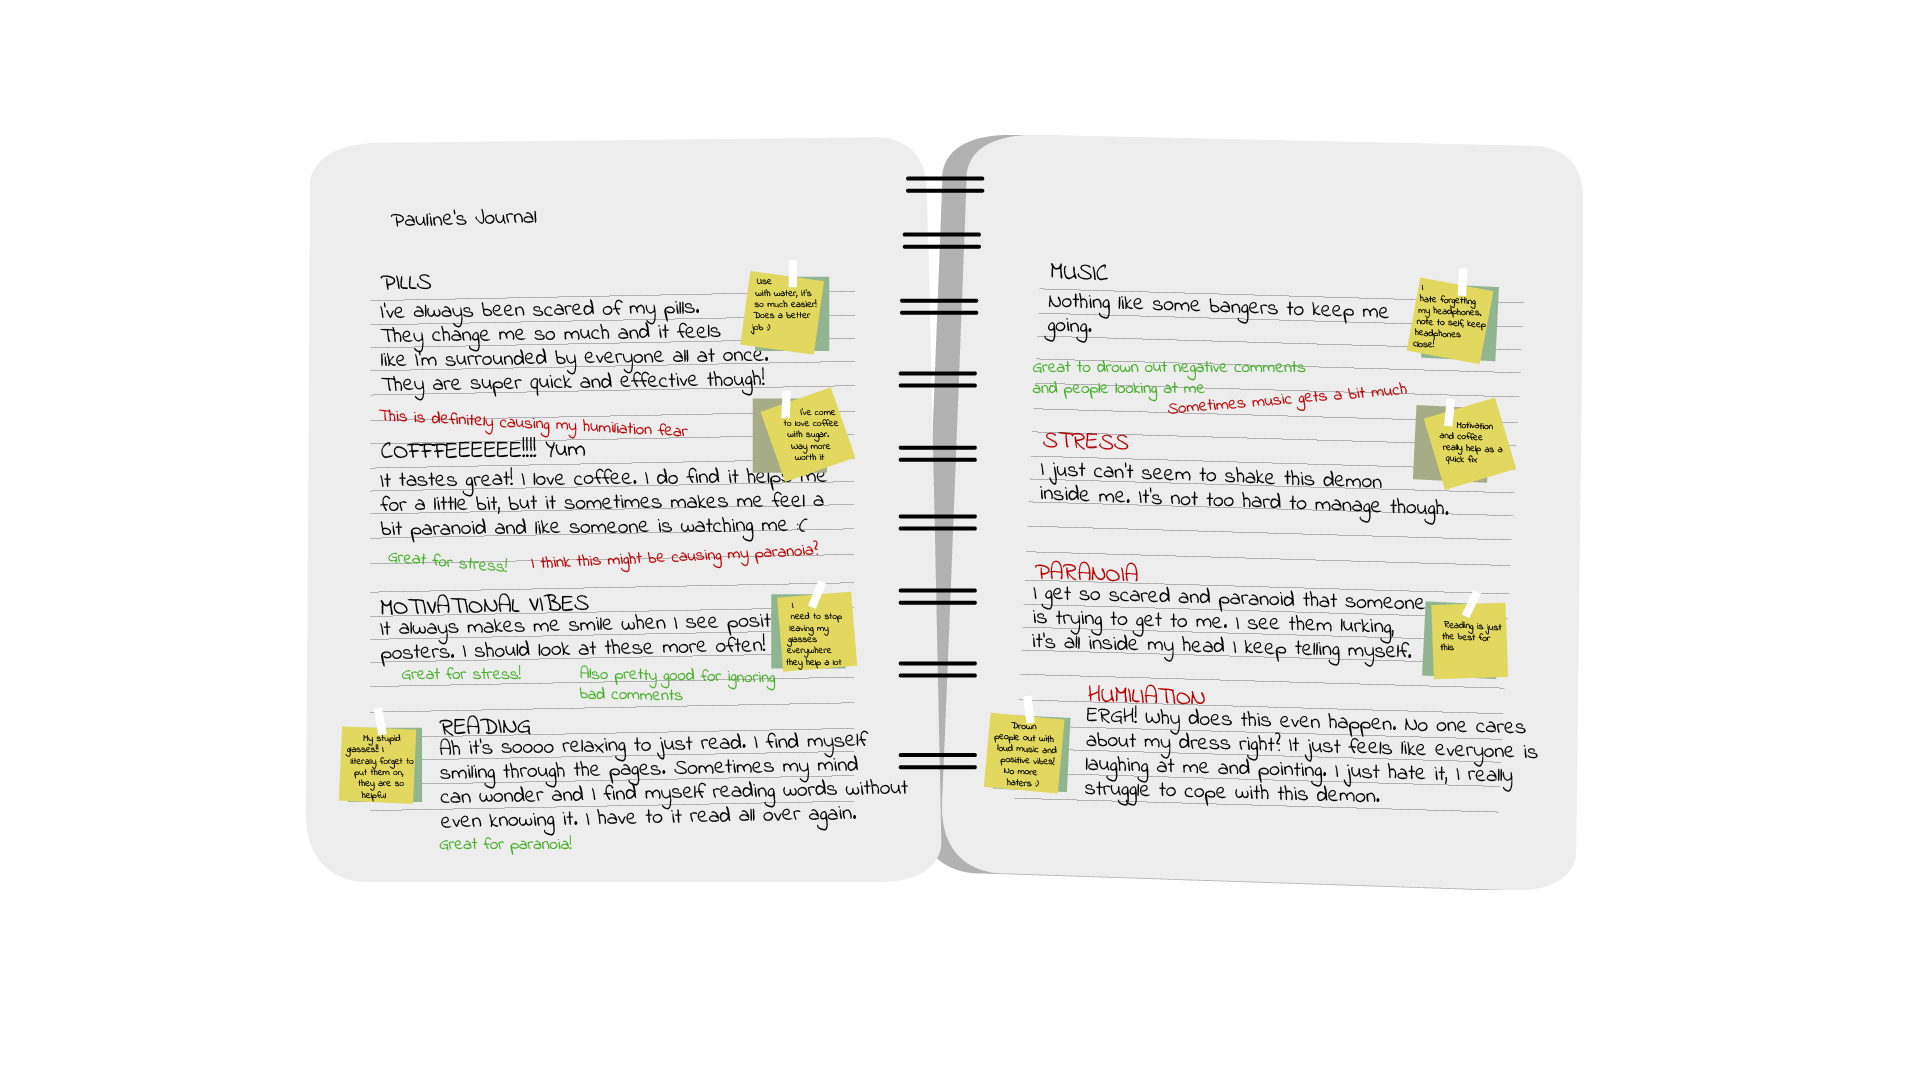 Pauline's Journal
PILLS
I've always been scared of my pills.
They change me so much and it feels
like I'm surrounded by everyone all at once.
They are super quick and effective though!
Use
with water, it's
so much easier!
Does a better
job :)
This is definitely causing my humiliation fear
COFFFEEEEEE!!!! Yum
It tastes great! I love coffee. I do find it helps me
for a little bit, but it sometimes makes me feel a
bit paranoid and like someone is watching me :(
I've come
to love coffee
with sugar.
way more
worth it
Great for stress!
I think this might be causing my paranoia?
MOTIVATIONAL VIBES
It always makes me smile when I see posit
posters. I should look at these more often!
I
need to stop
leaving my
glasses
everywhere
they help a lot
Great for stress!
Also pretty good for ignoring
bad comments
READING
Ah it's soooo relaxing to just read. I find myself
smiling through the pages. Sometimes my mind
can wonder and I find myself reading words without
even knowing it. I have to it read all over again.
My stupid
glasses!! I
literally forget to
put them on,
they are so
helpful
Great for paranoia!
MUSIC
Nothing like some bangers to keep me
going.
I
hate forgetting
my headphones.
note to self, keep
headphones
close!
Great to drown out negative comments
and people looking at me
Sometimes music gets a bit much
STRESS
I just can't seem to shake this demon
inside me. It's not too hard to manage though.
Motivation
and coffee
really help as a
quick fix
PARANOIA
I get so scared and paranoid that someone
is trying to get to me. I see them lurking,
it's all inside my head I keep telling myself.
Reading is just
the best for
this
HUMILIATION
ERGH! Why does this even happen. No one cares
about my dress right? It just feels like everyone is
laughing at me and pointing. I just hate it, I really
struggle to cope with this demon.
Drown
people out with
loud music and
positive vibes!
No more
haters :)